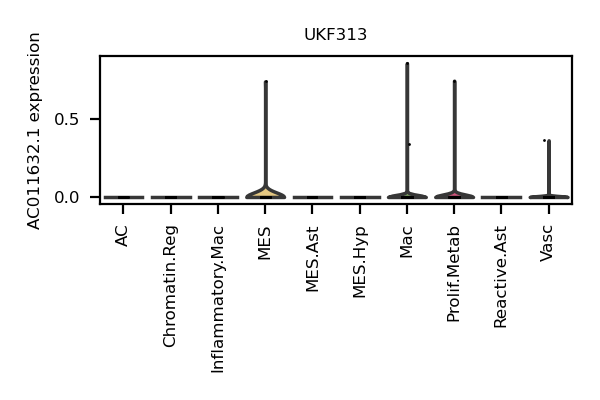 UKF313
AC011632.1 expression
0.5
0.0
AC
Chromatin.Reg
Inflammatory.Mac
MES
MES.Ast
MES.Hyp
Mac
Prolif.Metab
Reactive.Ast
Vasc